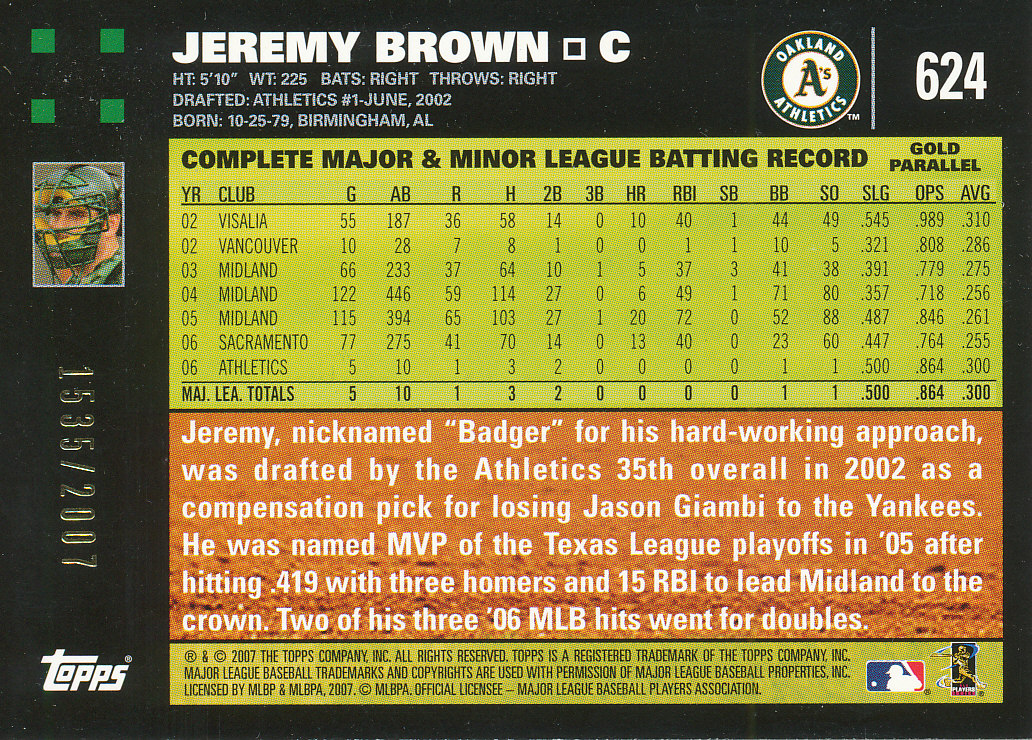 JEREMY BROWN □ C
HT: 5'10" WT: 225 BATS: RIGHT THROWS: RIGHT
DRAFTED: ATHLETICS #1-JUNE, 2002
BORN: 10-25-79, BIRMINGHAM, AL
OAKLAND
A's
ATHLETICS
TM
624
COMPLETE MAJOR & MINOR LEAGUE BATTING RECORD
GOLD
PARALLEL
YR CLUB G AB R H 2B 3B HR RBI SB BB SO SLG OPS AVG
02 VISALIA 55 187 36 58 14 0 10 40 1 44 49 .545 .989 .310
02 VANCOUVER 10 28 7 8 1 0 0 1 1 10 5 .321 .808 .286
03 MIDLAND 66 233 37 64 10 1 5 37 3 41 38 .391 .779 .275
04 MIDLAND 122 446 59 114 27 0 6 49 1 71 80 .357 .718 .256
05 MIDLAND 115 394 65 103 27 1 20 72 0 52 88 .487 .846 .261
06 SACRAMENTO 77 275 41 70 14 0 13 40 0 23 60 .447 .764 .255
06 ATHLETICS 5 10 1 3 2 0 0 0 0 1 1 .500 .864 .300
MAJ. LEA. TOTALS 5 10 1 3 2 0 0 0 0 1 1 .500 .864 .300
1535/2007
Jeremy, nicknamed "Badger" for his hard-working approach,
was drafted by the Athletics 35th overall in 2002 as a
compensation pick for losing Jason Giambi to the Yankees.
He was named MVP of the Texas League playoffs in '05 after
hitting .419 with three homers and 15 RBI to lead Midland to the
crown. Two of his three '06 MLB hits went for doubles.
Topps®
® & © 2007 THE TOPPS COMPANY, INC. ALL RIGHTS RESERVED. TOPPS IS A REGISTERED TRADEMARK OF THE TOPPS COMPANY, INC.
MAJOR LEAGUE BASEBALL TRADEMARKS AND COPYRIGHTS ARE USED WITH PERMISSION OF MAJOR LEAGUE BASEBALL PROPERTIES, INC.
LICENSED BY MLBP & MLBPA, 2007. © MLBPA. OFFICIAL LICENSEE – MAJOR LEAGUE BASEBALL PLAYERS ASSOCIATION.
®
PLAYERS
®